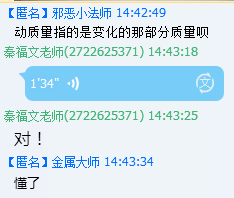 【匿名】邪恶小法师 14:42:49
动质量指的是变化的那部分质量呗
秦福文老师(2722625371) 14:43:18
1'34"
文
秦福文老师(2722625371) 14:43:25
对！
【匿名】金属大师 14:43:34
懂了